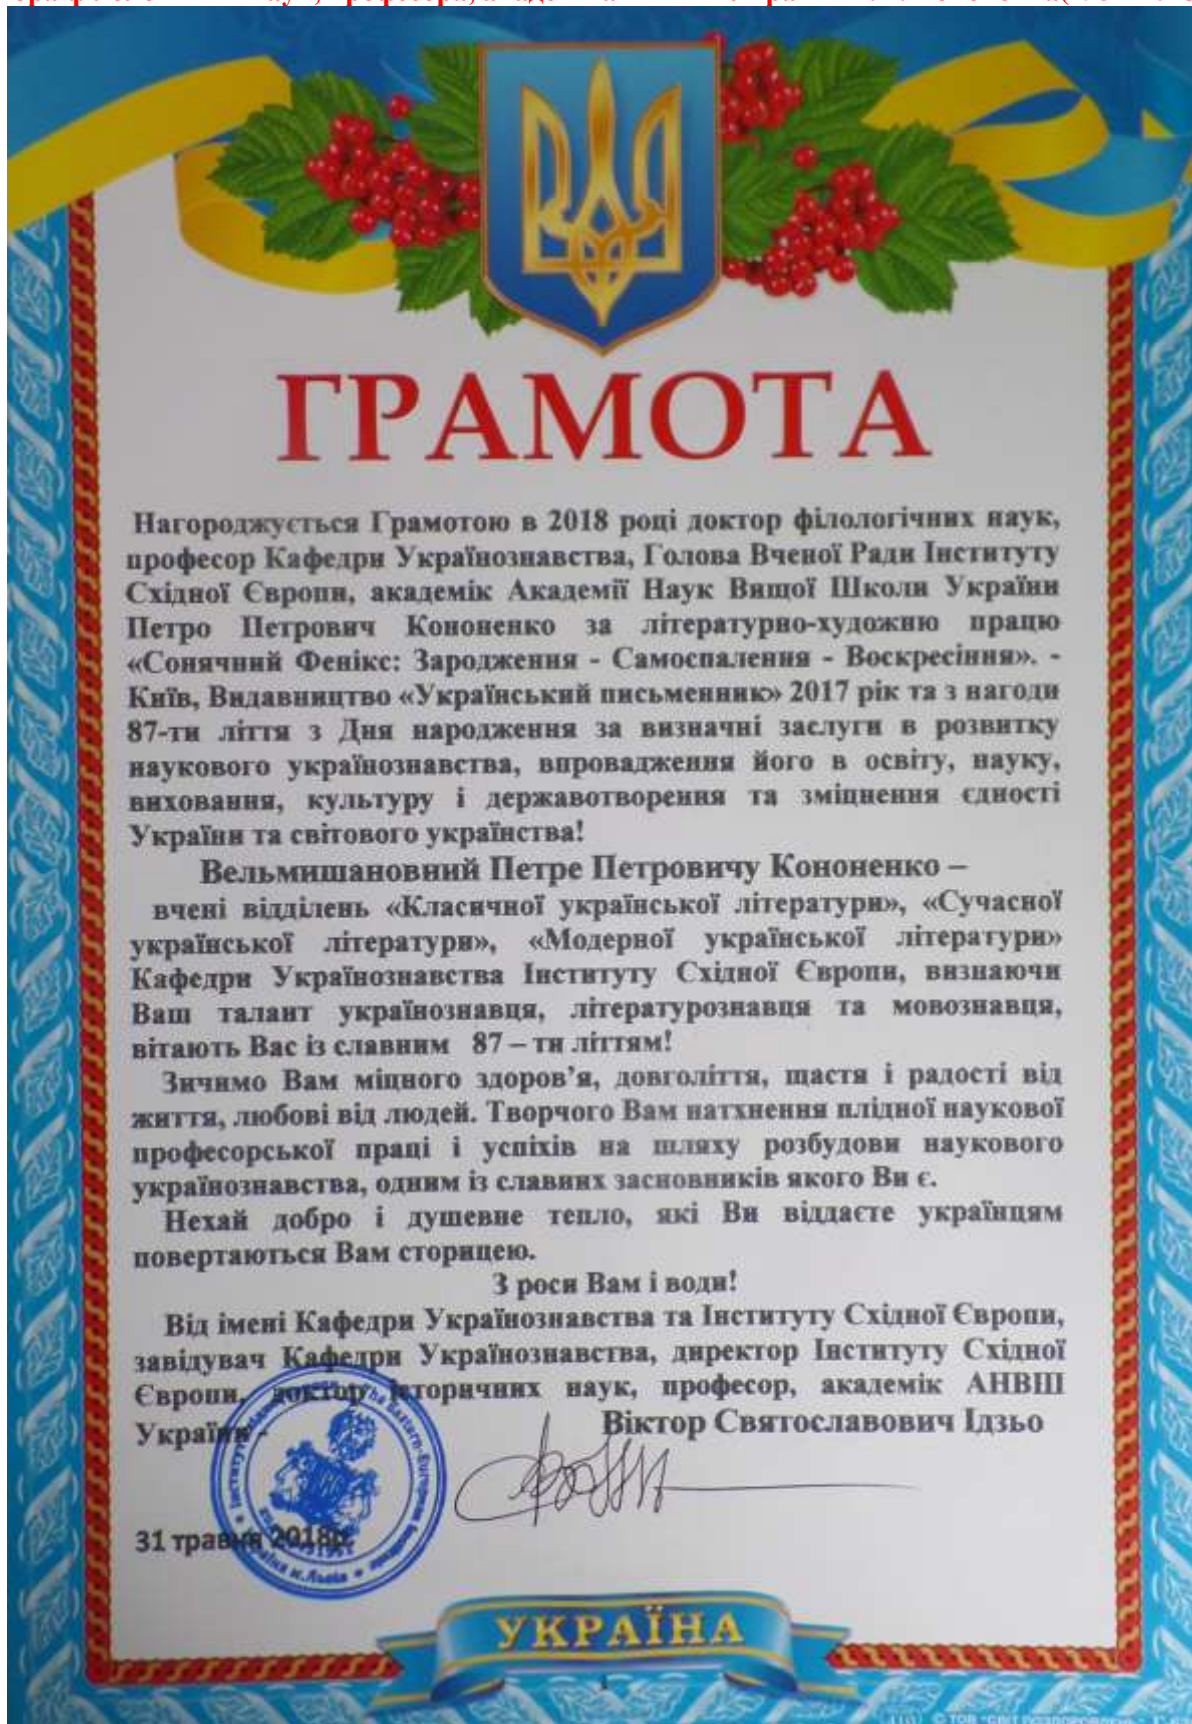 ГРАМОТА
Нагороджується Грамотою в 2018 році доктор філологічних наук,
професор Кафедри Українознавства, Голова Вченої Ради Інституту
Східної Європи, академік Академії Наук Вищої Школи України
Петро Петрович Кононенко за літературно-художню працю
«Сонячний Фенікс: Зародження - Самоспалення - Воскресіння». -
Київ, Видавництво «Український письменник» 2017 рік та з нагоди
87-ти ліття з Дня народження за визначні заслуги в розвитку
наукового українознавства, впровадження його в освіту, науку,
виховання, культуру і державотворення та зміцнення єдності
України та світового українства!
Вельмишановний Петре Петровичу Кононенко –
вчені відділень «Класичної української літератури», «Сучасної
української літератури», «Модерної української літератури»
Кафедри Українознавства Інституту Східної Європи, визнаючи
Ваш талант українознавця, літературознавця та мовознавця,
вітають Вас із славним 87 – ти літтям!
Зичимо Вам міцного здоров’я, довголіття, щастя і радості від
життя, любові від людей. Творчого Вам натхнення плідної наукової
професорської праці і успіхів на шляху розбудови наукового
українознавства, одним із славних засновників якого Ви є.
Нехай добро і душевне тепло, які Ви віддаєте українцям
повертаються Вам сторицею.
З роси Вам і води!
Від імені Кафедри Українознавства та Інституту Східної Європи,
завідувач Кафедри Українознавства, директор Інституту Східної
Європи, доктор історичних наук, професор, академік АНВШ
України - Віктор Святославович Ідзьо
31 травня 2018р.
УКРАЇНА